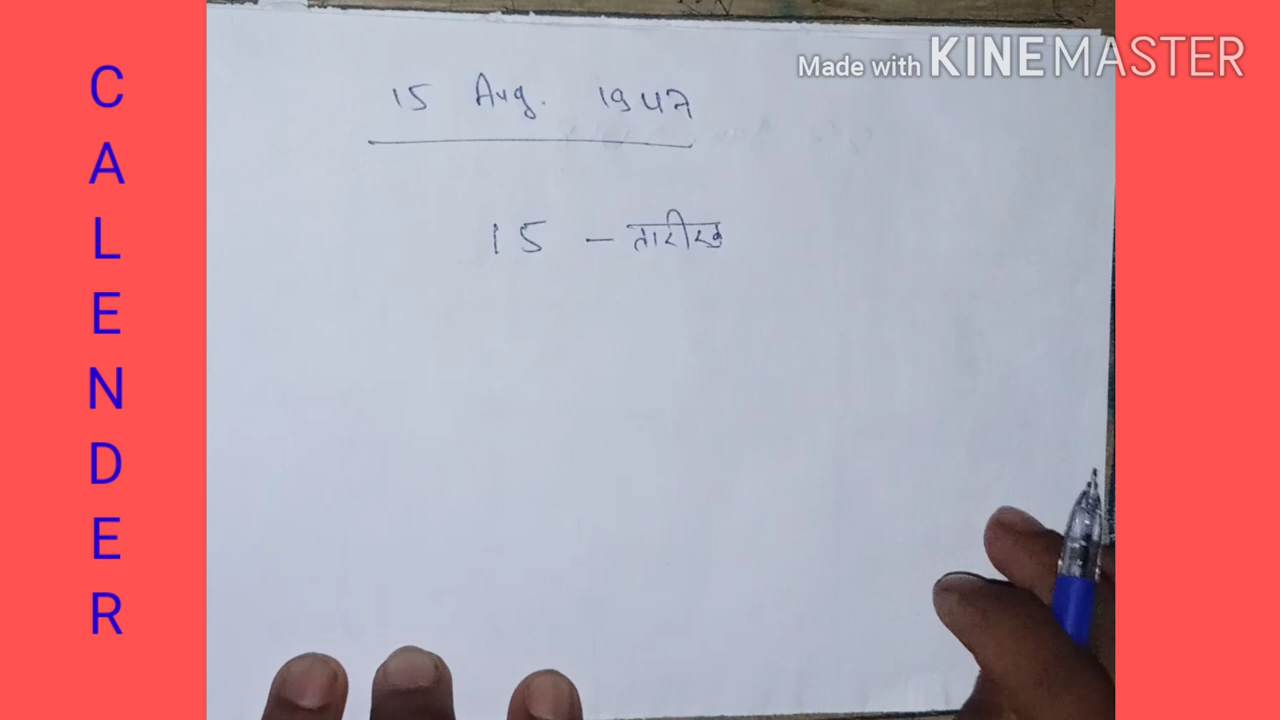 CALENDER
Made with KINEMASTER
15 Aug. 1947
15 – तारीख